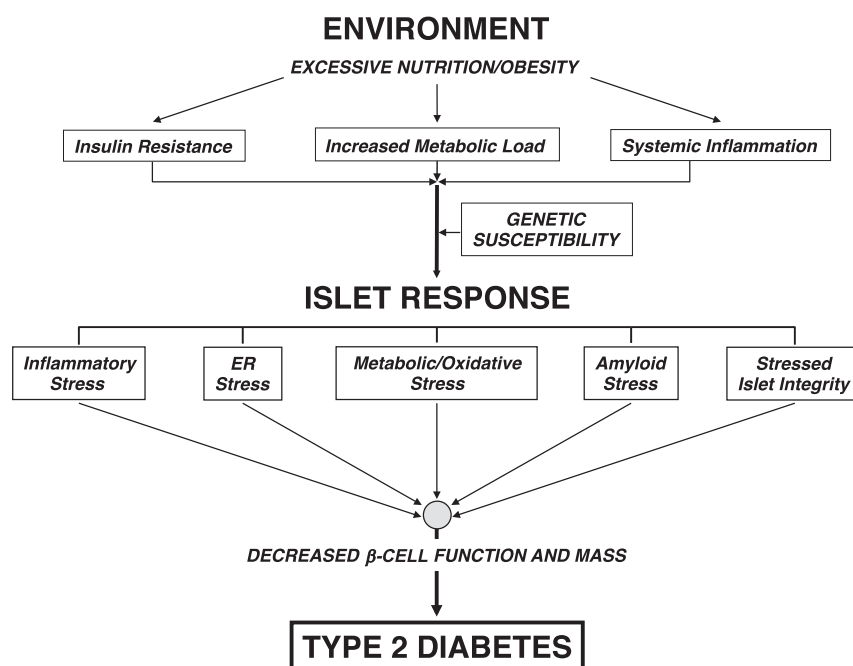 ENVIRONMENT
EXCESSIVE NUTRITION/OBESITY
Insulin Resistance
Increased Metabolic Load
Systemic Inflammation
GENETIC
SUSCEPTIBILITY
ISLET RESPONSE
Inflammatory
Stress
ER
Stress
Metabolic/Oxidative
Stress
Amyloid
Stress
Stressed
Islet Integrity
DECREASED β-CELL FUNCTION AND MASS
TYPE 2 DIABETES